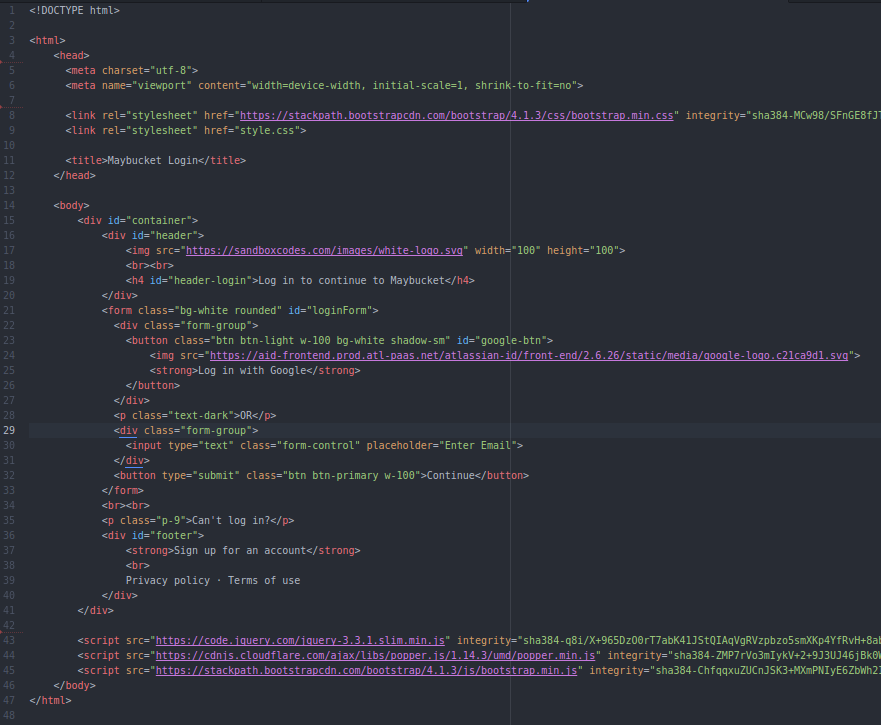 1 <!DOCTYPE html>
2
3 <html>
4 <head>
5 <meta charset="utf-8">
6 <meta name="viewport" content="width=device-width, initial-scale=1, shrink-to-fit=no">
7
8 <link rel="stylesheet" href="https://stackpath.bootstrapcdn.com/bootstrap/4.1.3/css/bootstrap.min.css" integrity="sha384-MCw98/SFnGE8fJT
9 <link rel="stylesheet" href="style.css">
10
11 <title>Maybucket Login</title>
12 </head>
13
14 <body>
15 <div id="container">
16 <div id="header">
17 <img src="https://sandboxcodes.com/images/white-logo.svg" width="100" height="100">
18 <br><br>
19 <h4 id="header-login">Log in to continue to Maybucket</h4>
20 </div>
21 <form class="bg-white rounded" id="loginForm">
22 <div class="form-group">
23 <button class="btn btn-light w-100 bg-white shadow-sm" id="google-btn">
24 <img src="https://aid-frontend.prod.atl-paas.net/atlassian-id/front-end/2.6.26/static/media/google-logo.c21ca9d1.svg">
25 <strong>Log in with Google</strong>
26 </button>
27 </div>
28 <p class="text-dark">OR</p>
29 <div class="form-group">
30 <input type="text" class="form-control" placeholder="Enter Email">
31 </div>
32 <button type="submit" class="btn btn-primary w-100">Continue</button>
33 </form>
34 <br><br>
35 <p class="p-9">Can't log in?</p>
36 <div id="footer">
37 <strong>Sign up for an account</strong>
38 <br>
39 Privacy policy · Terms of use
40 </div>
41 </div>
42
43 <script src="https://code.jquery.com/jquery-3.3.1.slim.min.js" integrity="sha384-q8i/X+965DzO0rT7abK41JStQIAqVgRVzpbzo5smXKp4YfRvH+8ab
44 <script src="https://cdnjs.cloudflare.com/ajax/libs/popper.js/1.14.3/umd/popper.min.js" integrity="sha384-ZMP7rVo3mIykV+2+9J3UJ46jBk0W
45 <script src="https://stackpath.bootstrapcdn.com/bootstrap/4.1.3/js/bootstrap.min.js" integrity="sha384-ChfqqxuZUCnJSK3+MXmPNIyE6ZbWh2I
46 </body>
47 </html>
48